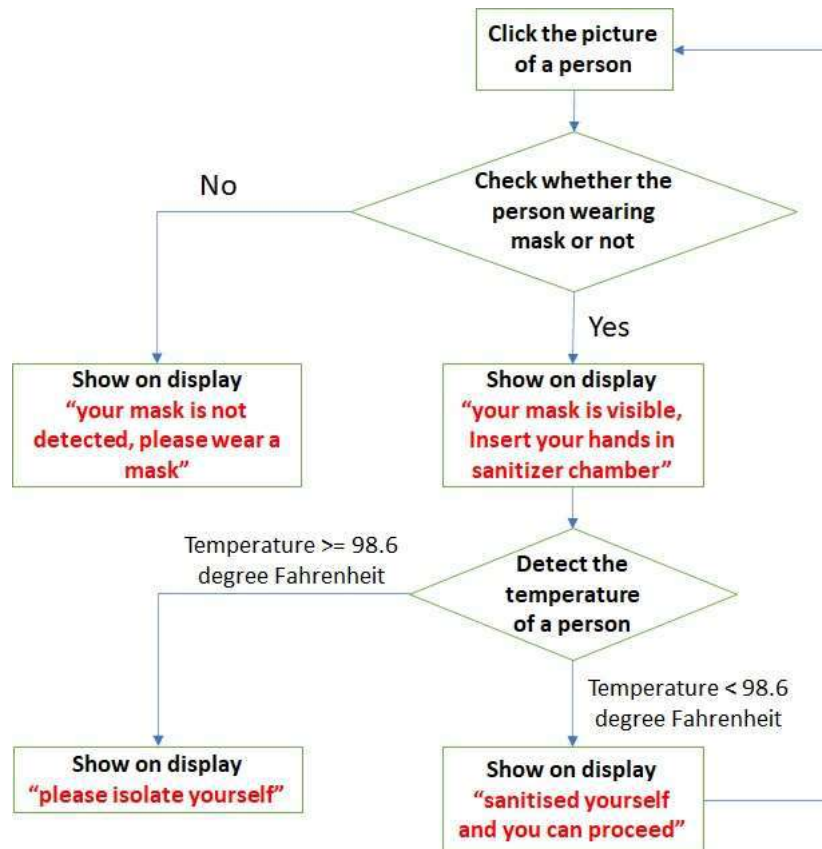 Click the picture
of a person
Check whether the
person wearing
mask or not
No
Yes
Show on display
“your mask is not
detected, please wear a
mask”
Show on display
“your mask is visible,
Insert your hands in
sanitizer chamber”
Temperature >= 98.6
degree Fahrenheit
Detect the
temperature
of a person
Temperature < 98.6
degree Fahrenheit
Show on display
“please isolate yourself”
Show on display
“sanitised yourself
and you can proceed”